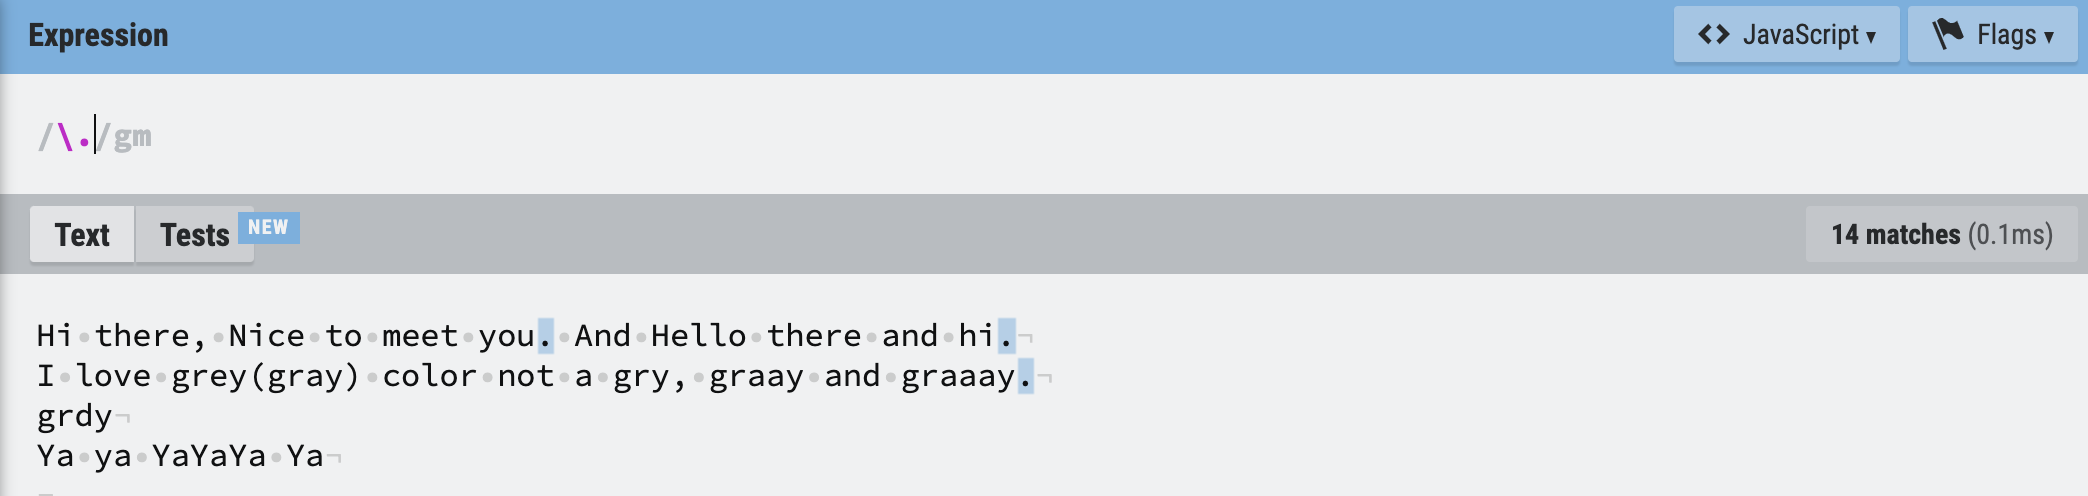 Expression
<> JavaScript ▾
Flags ▾
/\./gm
Text
Tests
NEW
14 matches (0.1ms)
Hi there, Nice to meet you. And Hello there and hi.
I love grey(gray) color not a gry, graay and graaay.
grdy
Ya ya YaYaYa Ya